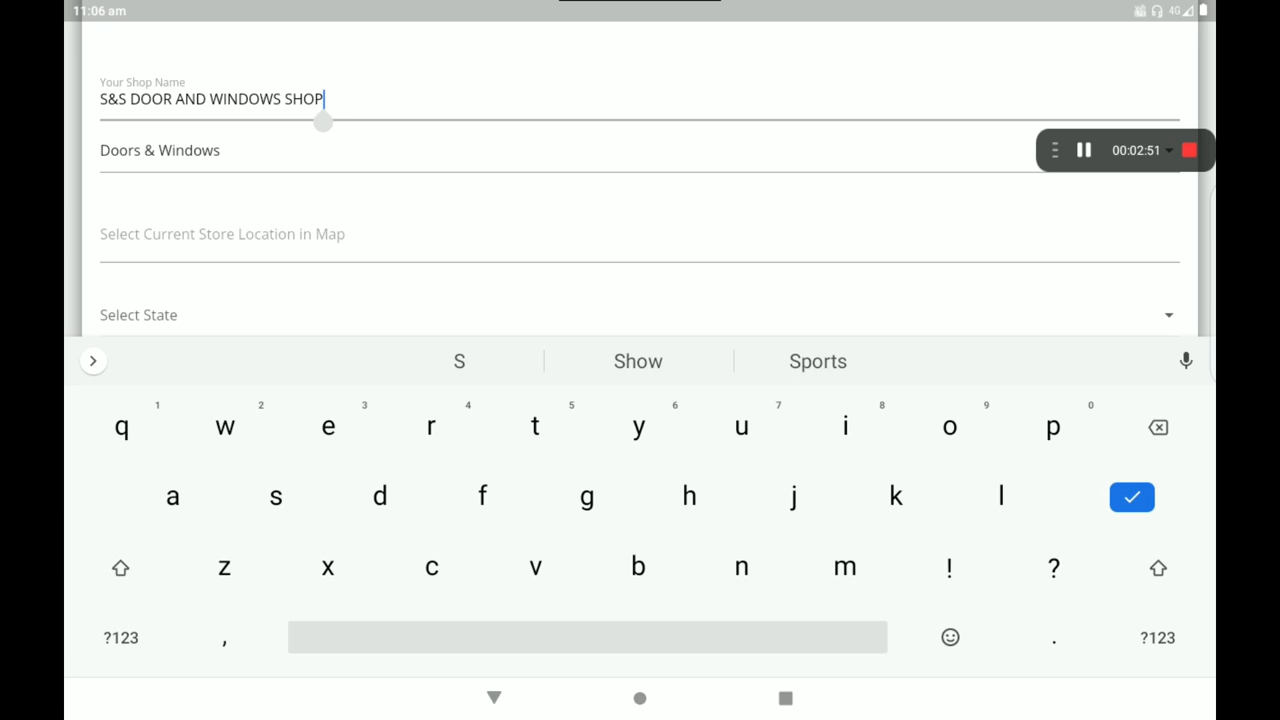 11:06 am
4G
Your Shop Name
S&S DOOR AND WINDOWS SHOP
Doors & Windows
00:02:51
Select Current Store Location in Map
Select State
S Show Sports
1 2 3 4 5 6 7 8 9 0
q w e r t y u i o p
a s d f g h j k l
z x c v b n m ! ?
?123 , . ?123